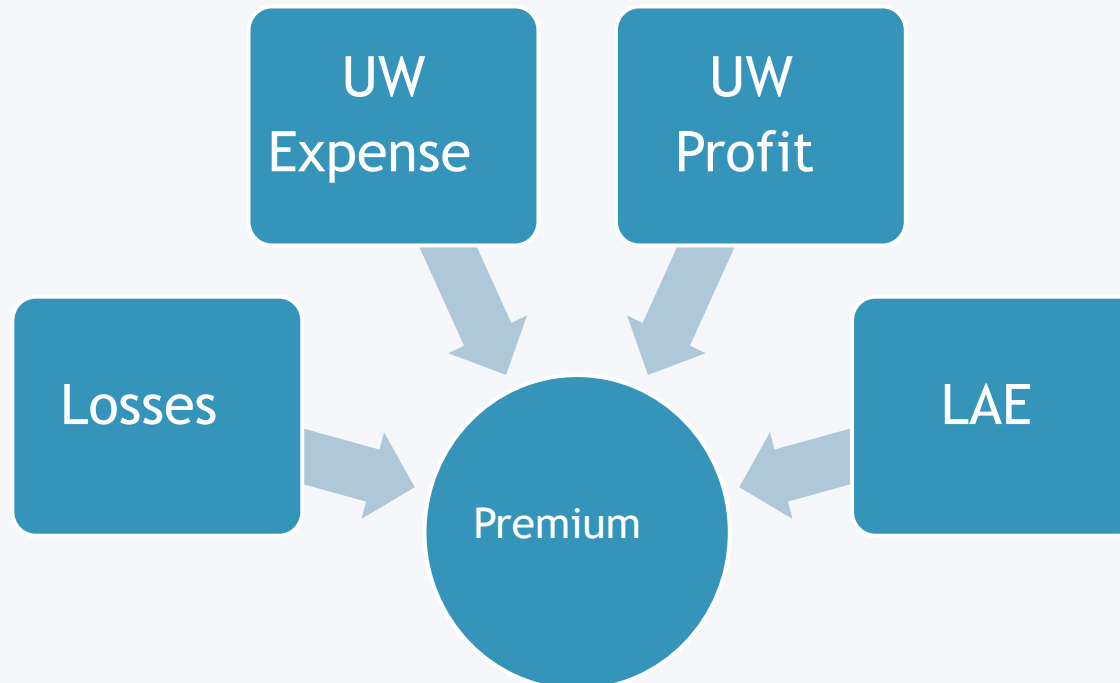 UW
Expense
UW
Profit
Losses
LAE
Premium